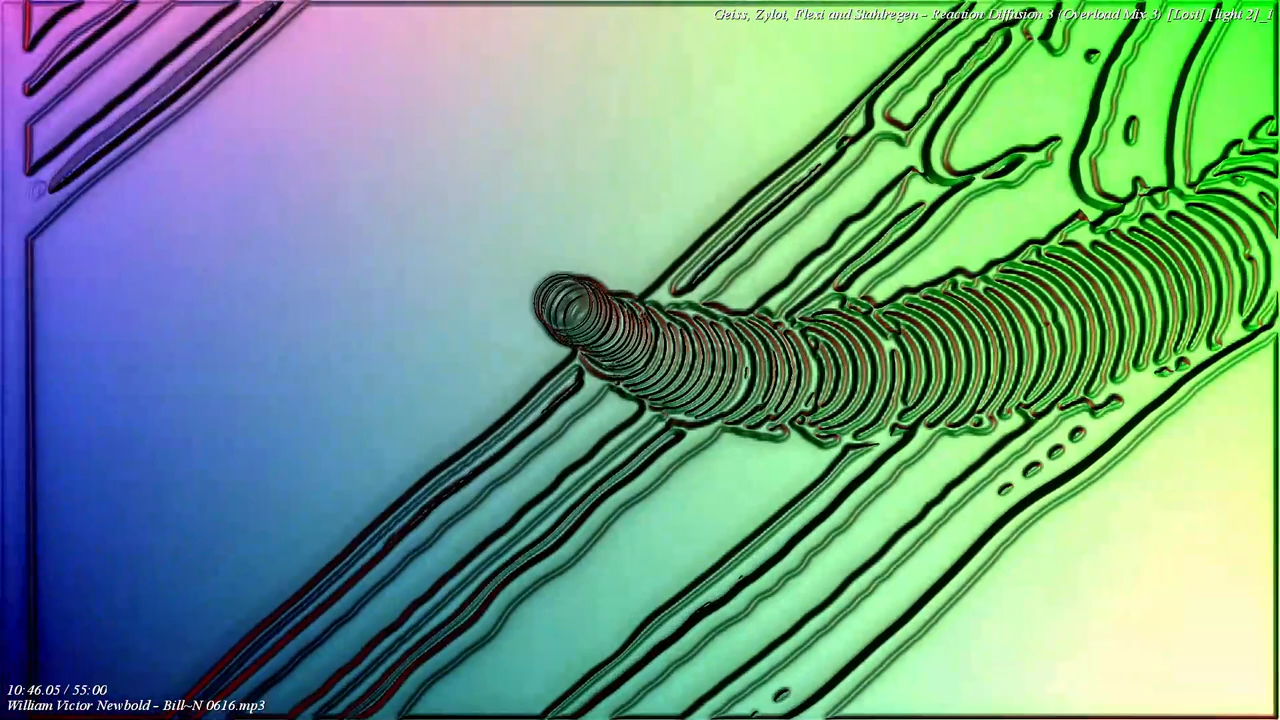 Geiss, Zylot, Flexi and Stahlregen - Reaction Diffusion 3 (Overload Mix 3) [Lost] [light 2]_1
10:46.05 / 55:00
William Victor Newbold - Bill~N 0616.mp3